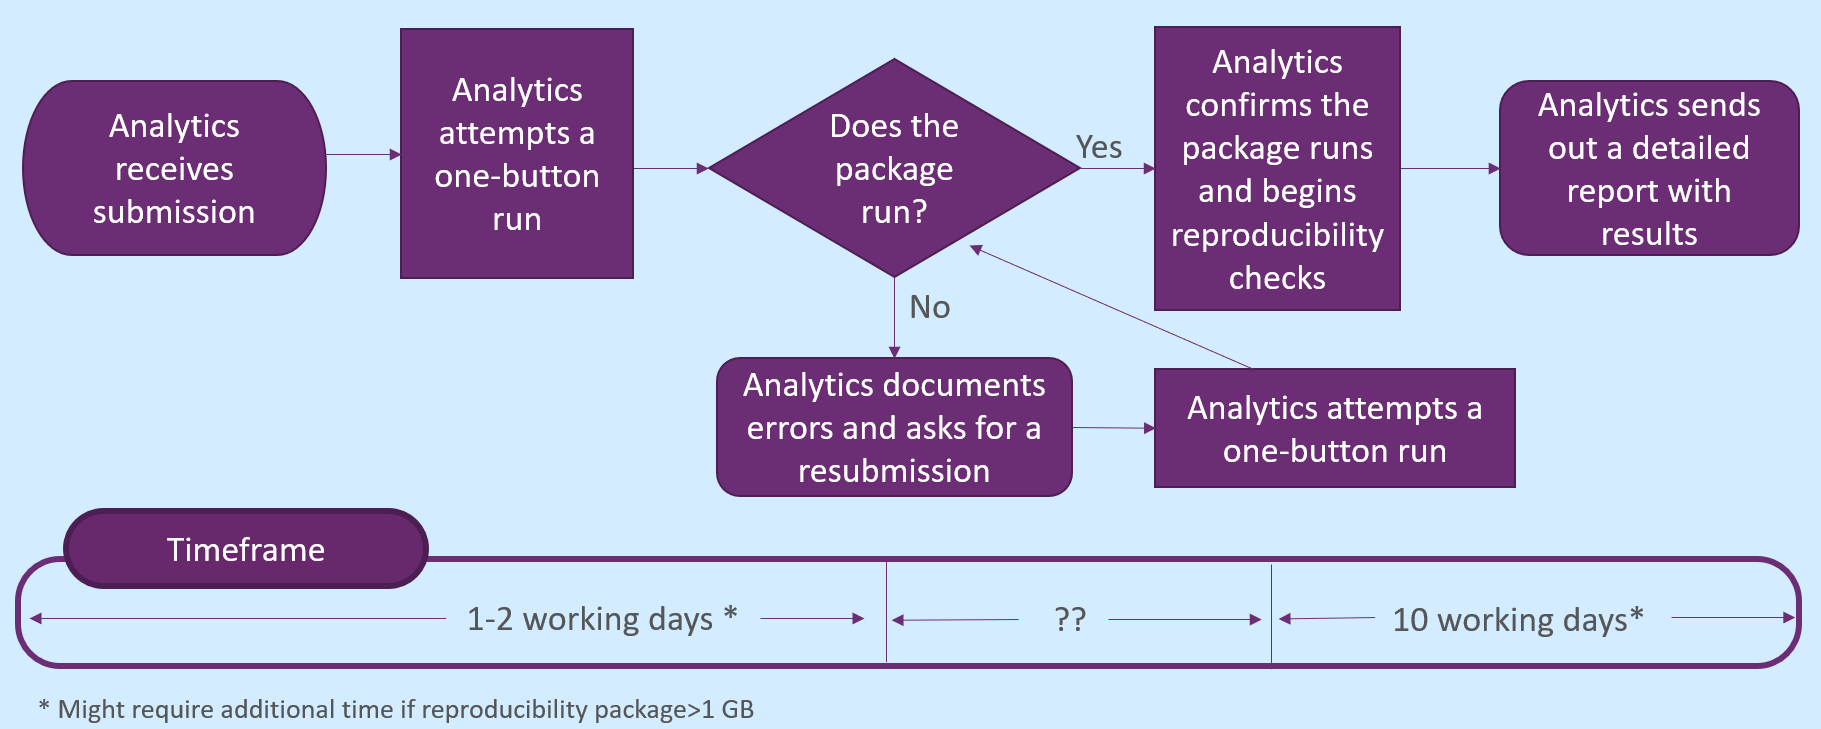 Analytics
receives
submission
Analytics
attempts a
one-button
run
Does the
package
run?
Yes
No
Analytics
confirms the
package runs
and begins
reproducibility
checks
Analytics sends
out a detailed
report with
results
Analytics documents
errors and asks for a
resubmission
Analytics attempts a
one-button run
Timeframe
1-2 working days *
??
10 working days*
* Might require additional time if reproducibility package>1 GB